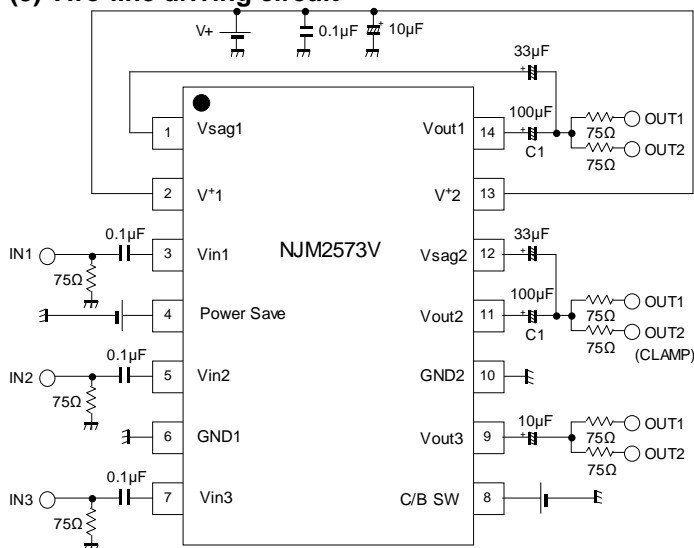 (3) Two-line driving circuit
V+
0.1µF
10µF
33µF
100µF
C1
75Ω
OUT1
75Ω
OUT2
1
Vsag1
Vout1
14
2
V+1
V+2
13
NJM2573V
IN1
0.1µF
75Ω
3
Vin1
Vsag2
12
33µF
4
Power Save
Vout2
11
100µF
C1
75Ω
OUT1
75Ω
OUT2
(CLAMP)
IN2
0.1µF
75Ω
5
Vin2
GND2
10
6
GND1
Vout3
9
10µF
75Ω
OUT1
75Ω
OUT2
IN3
0.1µF
75Ω
7
Vin3
C/B SW
8